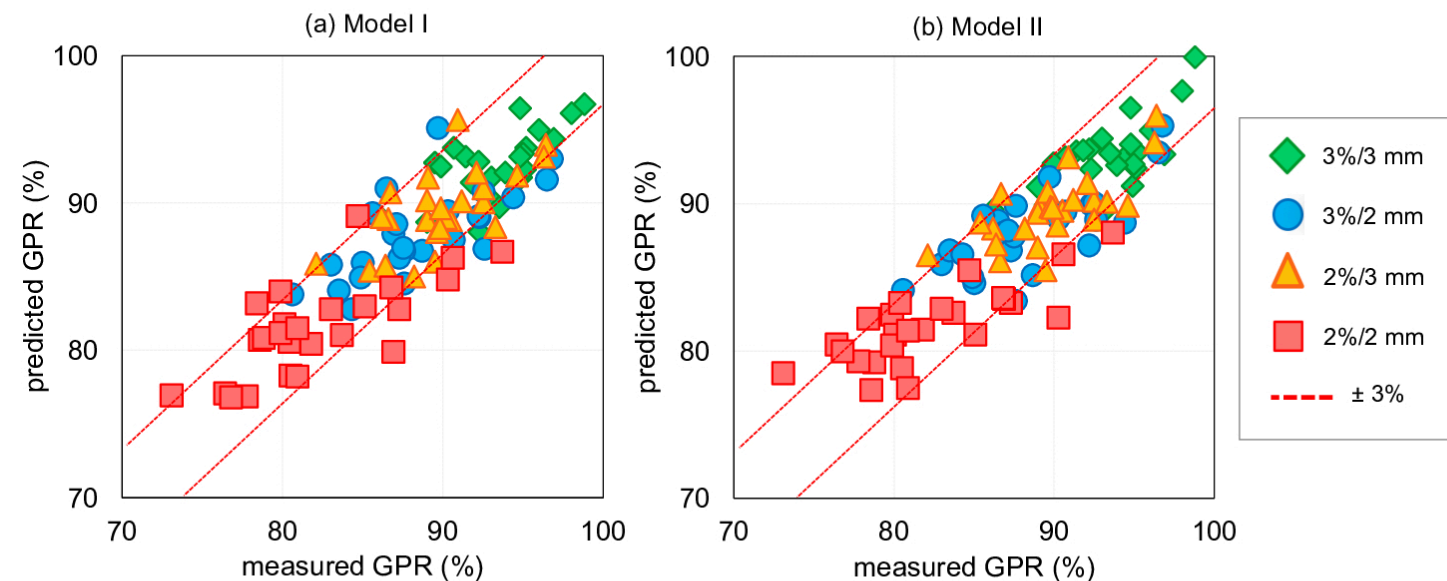 (a) Model I
100
90
80
70
70 80 90 100
predicted GPR (%)
measured GPR (%)
(b) Model II
100
90
80
70
70 80 90 100
predicted GPR (%)
measured GPR (%)
3%/3 mm
3%/2 mm
2%/3 mm
2%/2 mm
± 3%